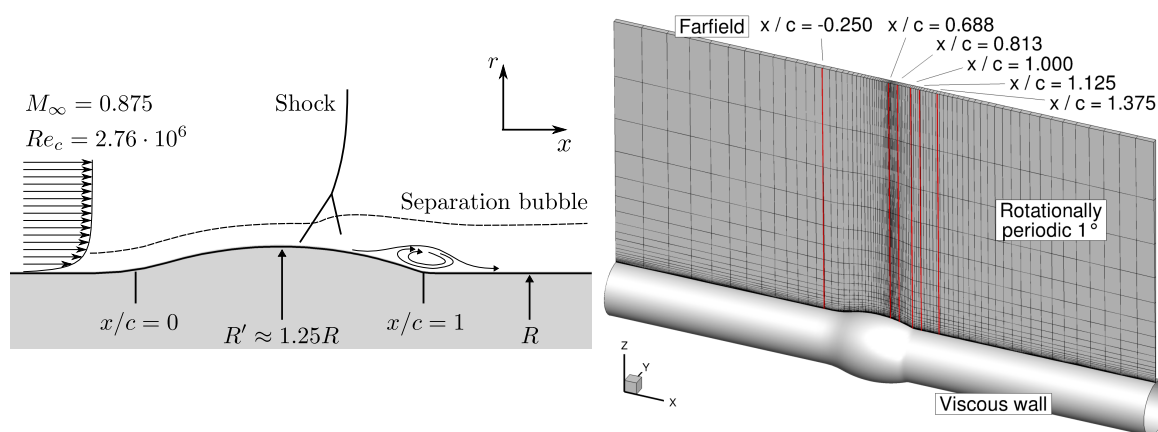 M∞ = 0.875
Re_c = 2.76 · 10^6
Shock
r
x
Separation bubble
x/c = 0
R′ ≈ 1.25R
x/c = 1
R
Farfield
x / c = -0.250
x / c = 0.688
x / c = 0.813
x / c = 1.000
x / c = 1.125
x / c = 1.375
Rotationally
periodic 1°
Z
Y
X
Viscous wall